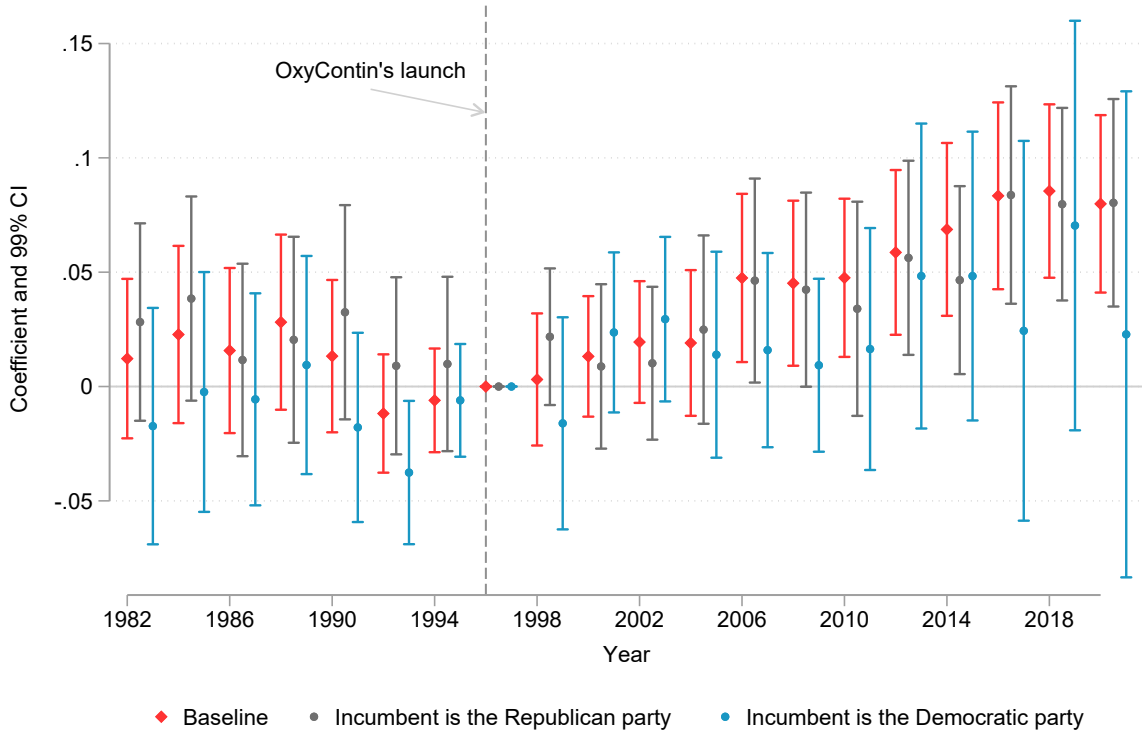 .15
OxyContin's launch
.1
.05
0
-.05
Coefficient and 99% CI
1982 1986 1990 1994 1998 2002 2006 2010 2014 2018
Year
Baseline Incumbent is the Republican party Incumbent is the Democratic party